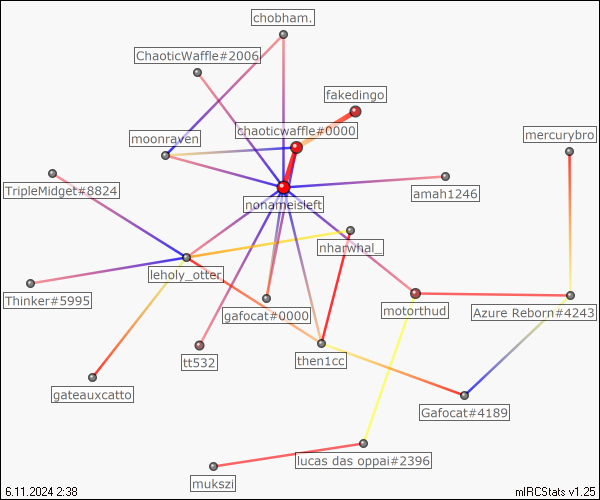 chobham.
ChaoticWaffle#2006
fakedingo
chaoticwaffle#0000
mercurybro
moonraven
TripleMidget#8824
amah1246
nonameisleft
nharwhal_
leholy_otter
Thinker#5995
gafocat#0000
motorthud
Azure Reborn#4243
tt532
then1cc
gateauxcatto
Gafocat#4189
lucas das oppai#2396
mukszi
6.11.2024 2:38
mIRCStats v1.25